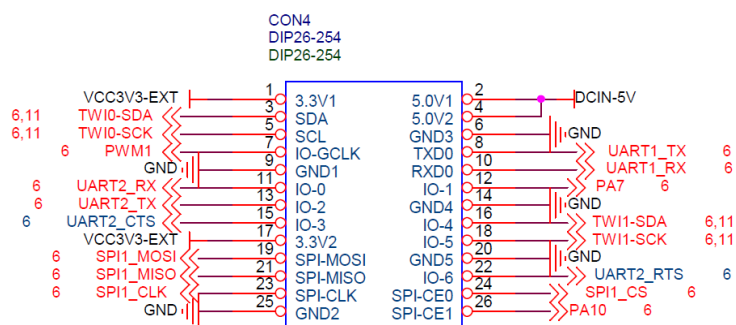 CON4
DIP26-254
DIP26-254
VCC3V3-EXT 1 3.3V1 5.0V1 2 DCIN-5V
6,11 TWI0-SDA 3 SDA 5.0V2 4
6,11 TWI0-SCK 5 SCL GND3 6 GND
6 PWM1 7 IO-GCLK TXD0 8 UART1_TX 6
GND 9 GND1 RXD0 10 UART1_RX 6
6 UART2_RX 11 IO-0 IO-1 12 PA7 6
6 UART2_TX 13 IO-2 GND4 14 GND
6 UART2_CTS 15 IO-3 IO-4 16 TWI1-SDA 6,11
VCC3V3-EXT 17 3.3V2 IO-5 18 TWI1-SCK 6,11
6 SPI1_MOSI 19 SPI-MOSI GND5 20 GND
6 SPI1_MISO 21 SPI-MISO IO-6 22 UART2_RTS 6
6 SPI1_CLK 23 SPI-CLK SPI-CE0 24 SPI1_CS 6
GND 25 GND2 SPI-CE1 26 PA10 6